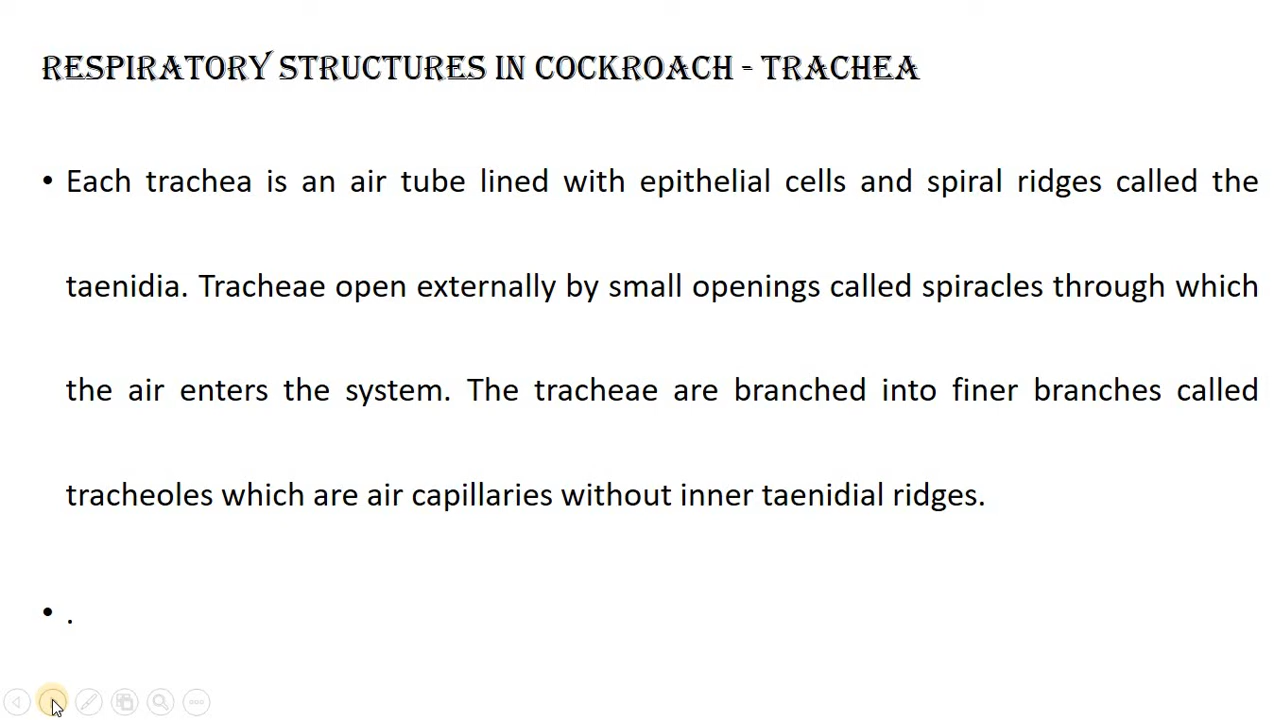 RESPIRATORY STRUCTURES IN COCKROACH - TRACHEA
• Each trachea is an air tube lined with epithelial cells and spiral ridges called the
taenidia. Tracheae open externally by small openings called spiracles through which
the air enters the system. The tracheae are branched into finer branches called
tracheoles which are air capillaries without inner taenidial ridges.
• .